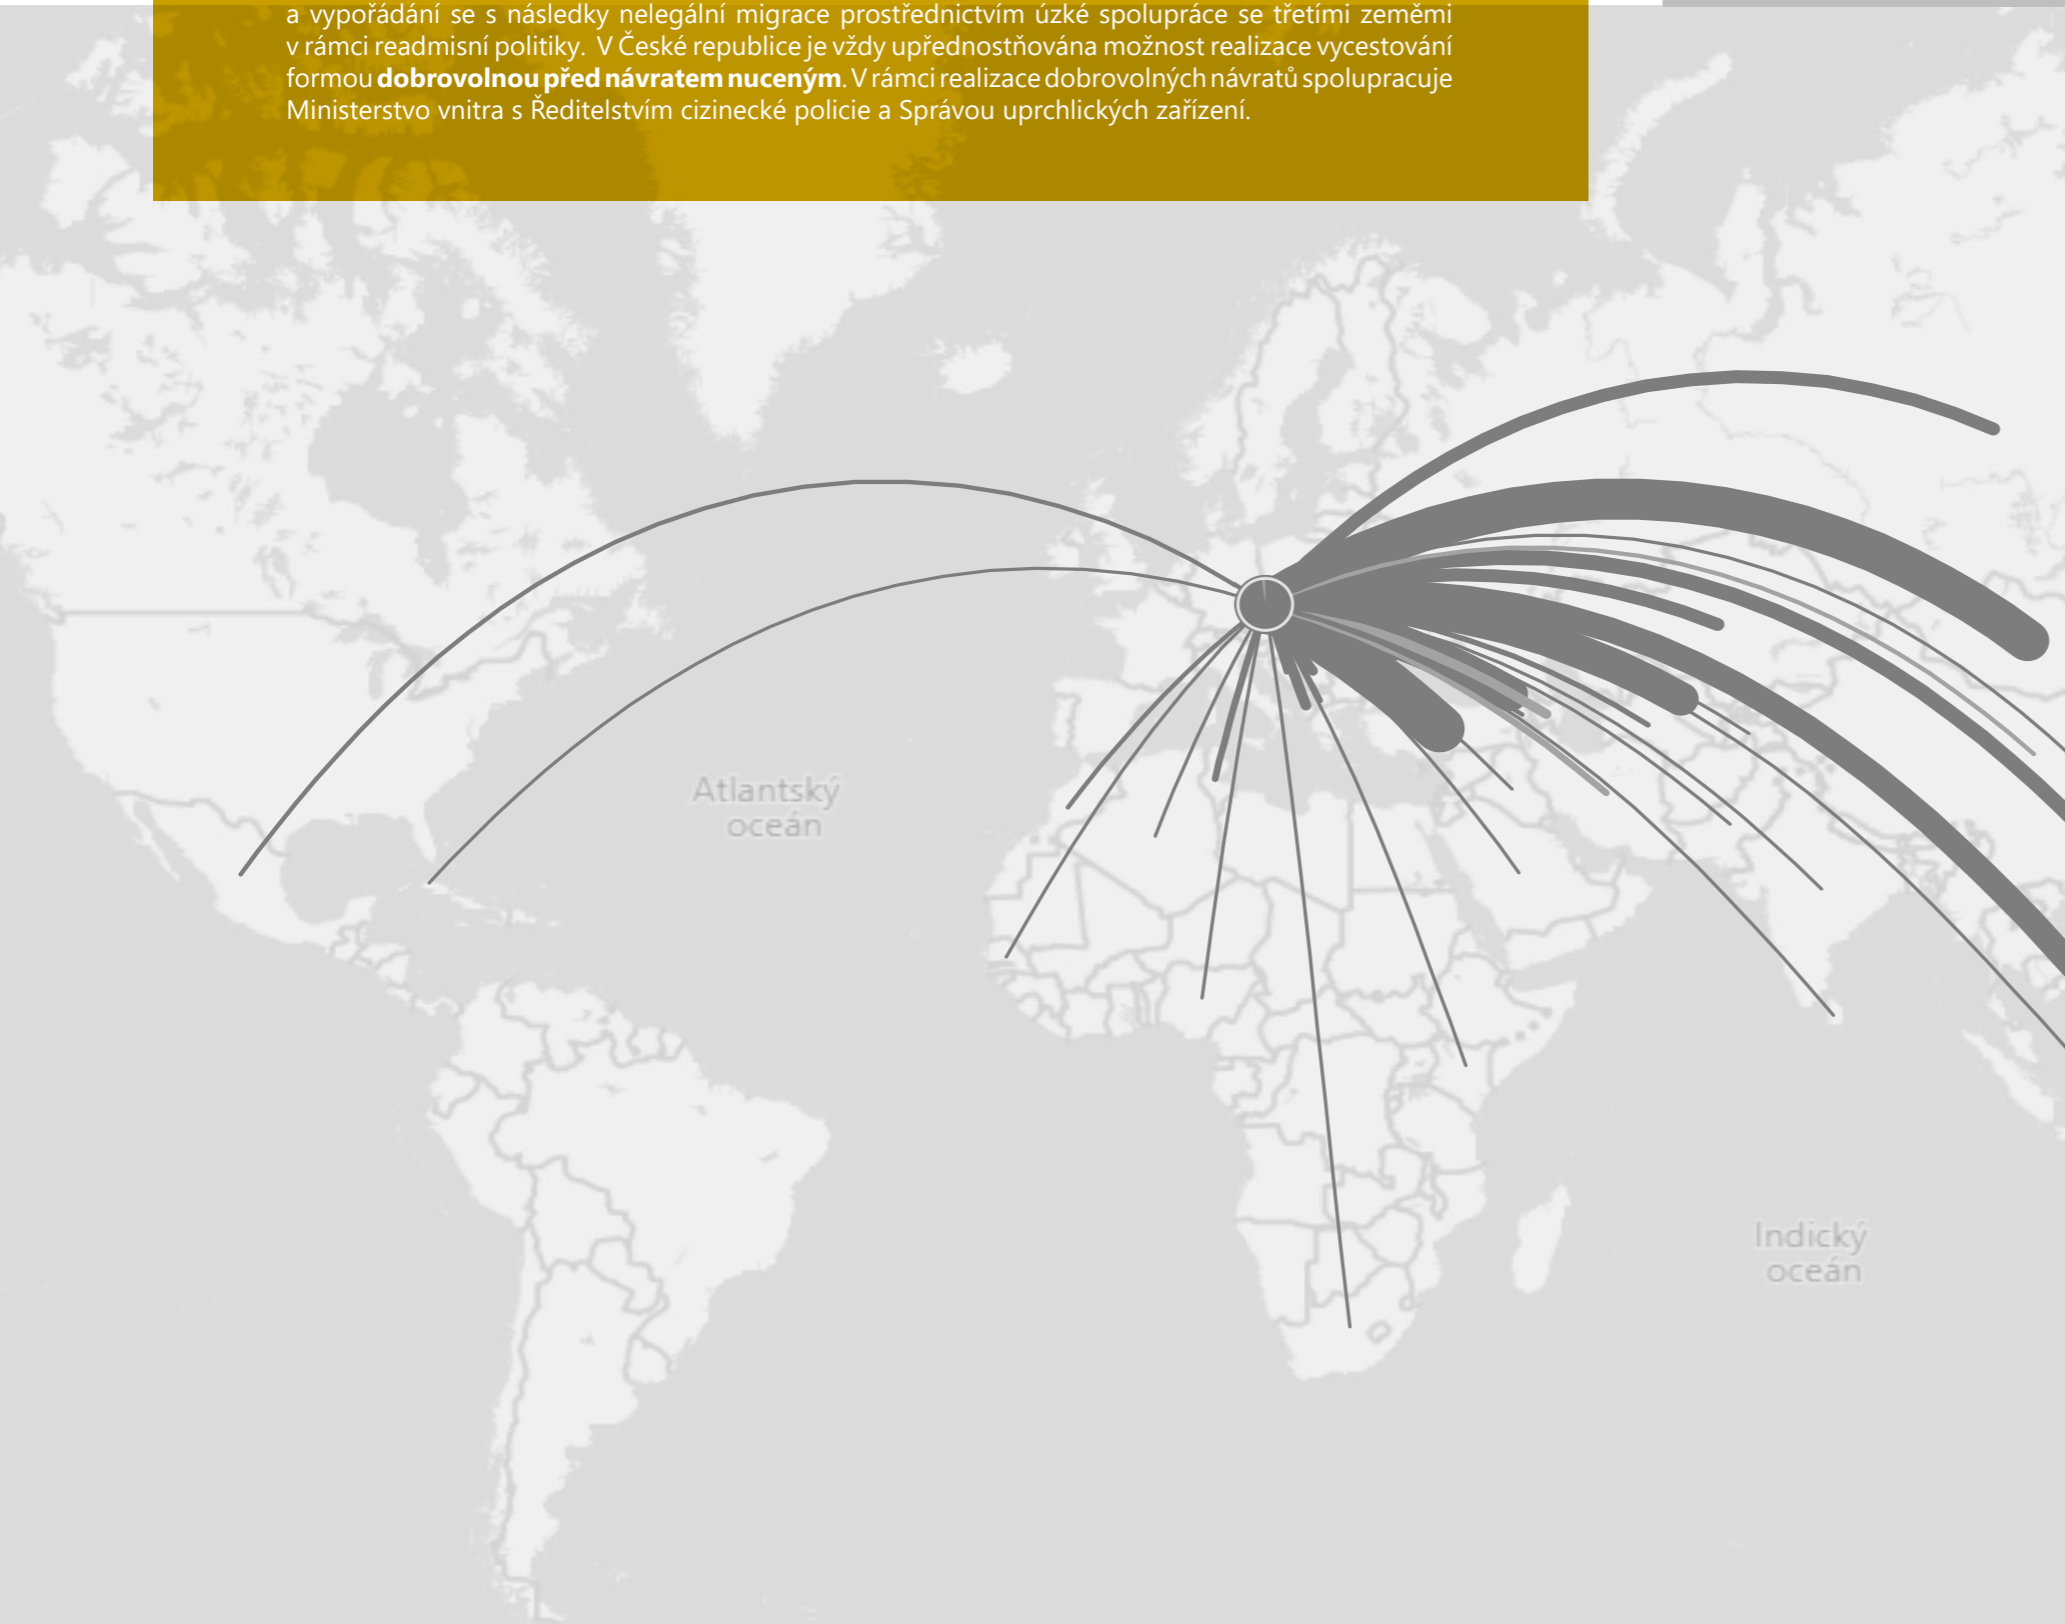 a vypořádání se s následky nelegální migrace prostřednictvím úzké spolupráce se třetími zeměmi
v rámci readmisní politiky. V České republice je vždy upřednostňována možnost realizace vycestování
formou dobrovolnou před návratem nuceným. V rámci realizace dobrovolných návratů spolupracuje
Ministerstvo vnitra s Ředitelstvím cizinecké policie a Správou uprchlických zařízení.
Atlantský
oceán
Indický
oceán